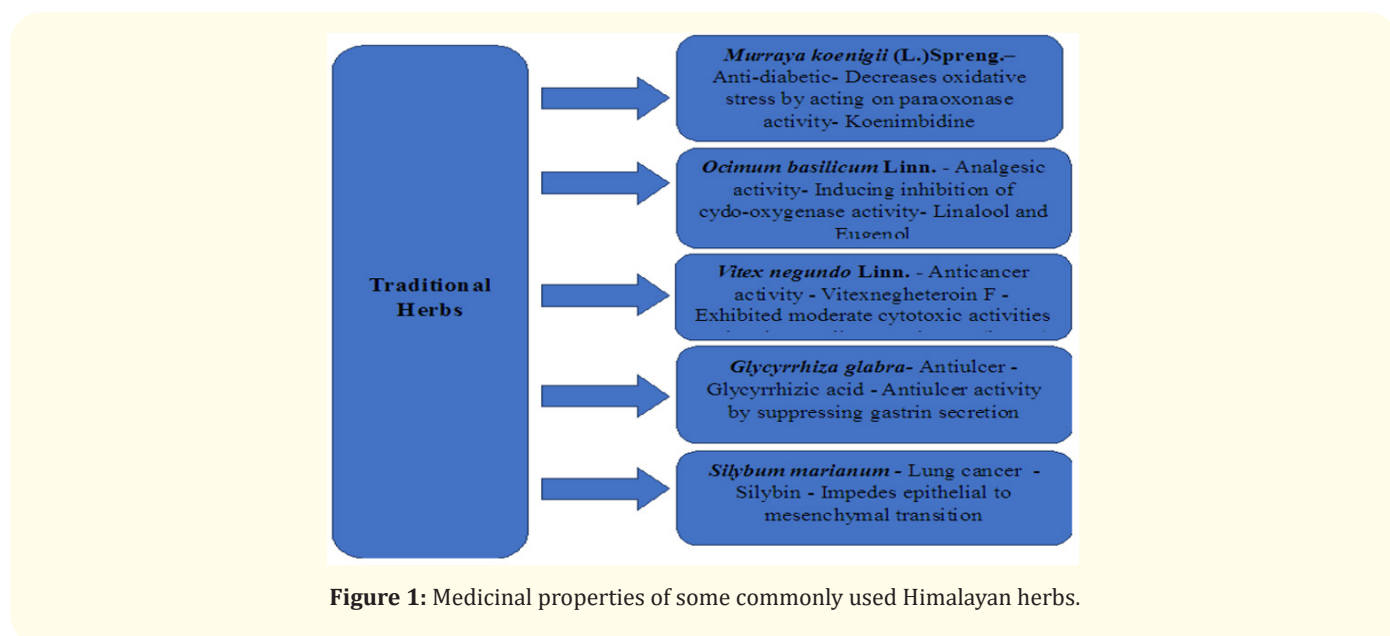 Traditional
Herbs
Murraya koenigii (L.)Spreng.–
Anti-diabetic- Decreases oxidative
stress by acting on paraoxonase
activity- Koenimbidine
Ocimum basilicum Linn. - Analgesic
activity- Inducing inhibition of
cydo-oxygenase activity- Linalool and
Eugenol
Vitex negundo Linn. - Anticancer
activity - Vitexnegheteroin F -
Exhibited moderate cytotoxic activities
Glycyrrhiza glabra- Antiulcer -
Glycyrrhizic acid - Antiulcer activity
by suppressing gastrin secretion
Silybum marianum - Lung cancer -
Silybin - Impedes epithelial to
mesenchymal transition
Figure 1: Medicinal properties of some commonly used Himalayan herbs.